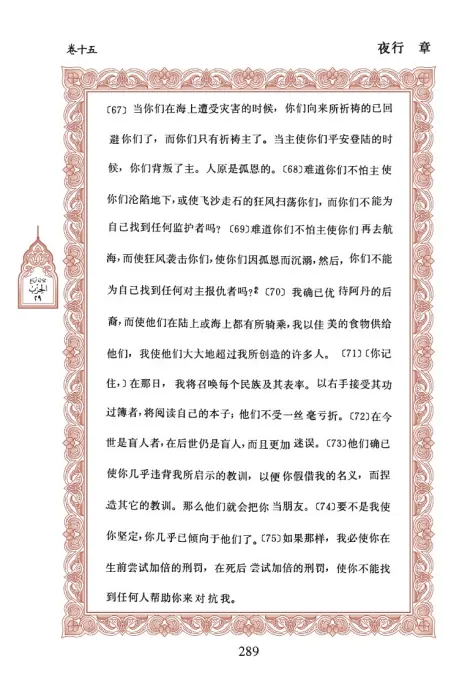 卷十五
夜行 章
〔67〕当你们在海上遭受灾害的时候，你们向来所祈祷的已回
避你们了，而你们只有祈祷主了。当主使你们平安登陆的时
候，你们背叛了主。人原是孤恩的。〔68〕难道你们不怕主使
你们沦陷地下，或使飞沙走石的狂风扫荡你们，而你们不能为
自己找到任何监护者吗？〔69〕难道你们不怕主使你们再去航
海，而使狂风袭击你们，使你们因孤恩而沉溺，然后，你们不能
为自己找到任何对主报仇者吗？〔70〕我确已优待阿丹的后
裔，而使他们在陆上或海上都有所骑乘，我以佳美的食物供给
他们，我使他们大大地超过我所创造的许多人。〔71〕〔你记
住，〕在那日，我将召唤每个民族及其表率。以右手接受其功
过簿者，将阅读自己的本子；他们不受一丝毫亏折。〔72〕在今
世是盲人者，在后世仍是盲人，而且更加迷误。〔73〕他们确已
使你几乎违背我所启示的教训，以便你假借我的名义，而捏
造其它的教训。那么他们就会把你当朋友。〔74〕要不是我使
你坚定，你几乎已倾向于他们了。〔75〕如果那样，我必使你在
生前尝试加倍的刑罚，在死后尝试加倍的刑罚，使你不能找
到任何人帮助你来对抗我。
الحزب
٢٩
289